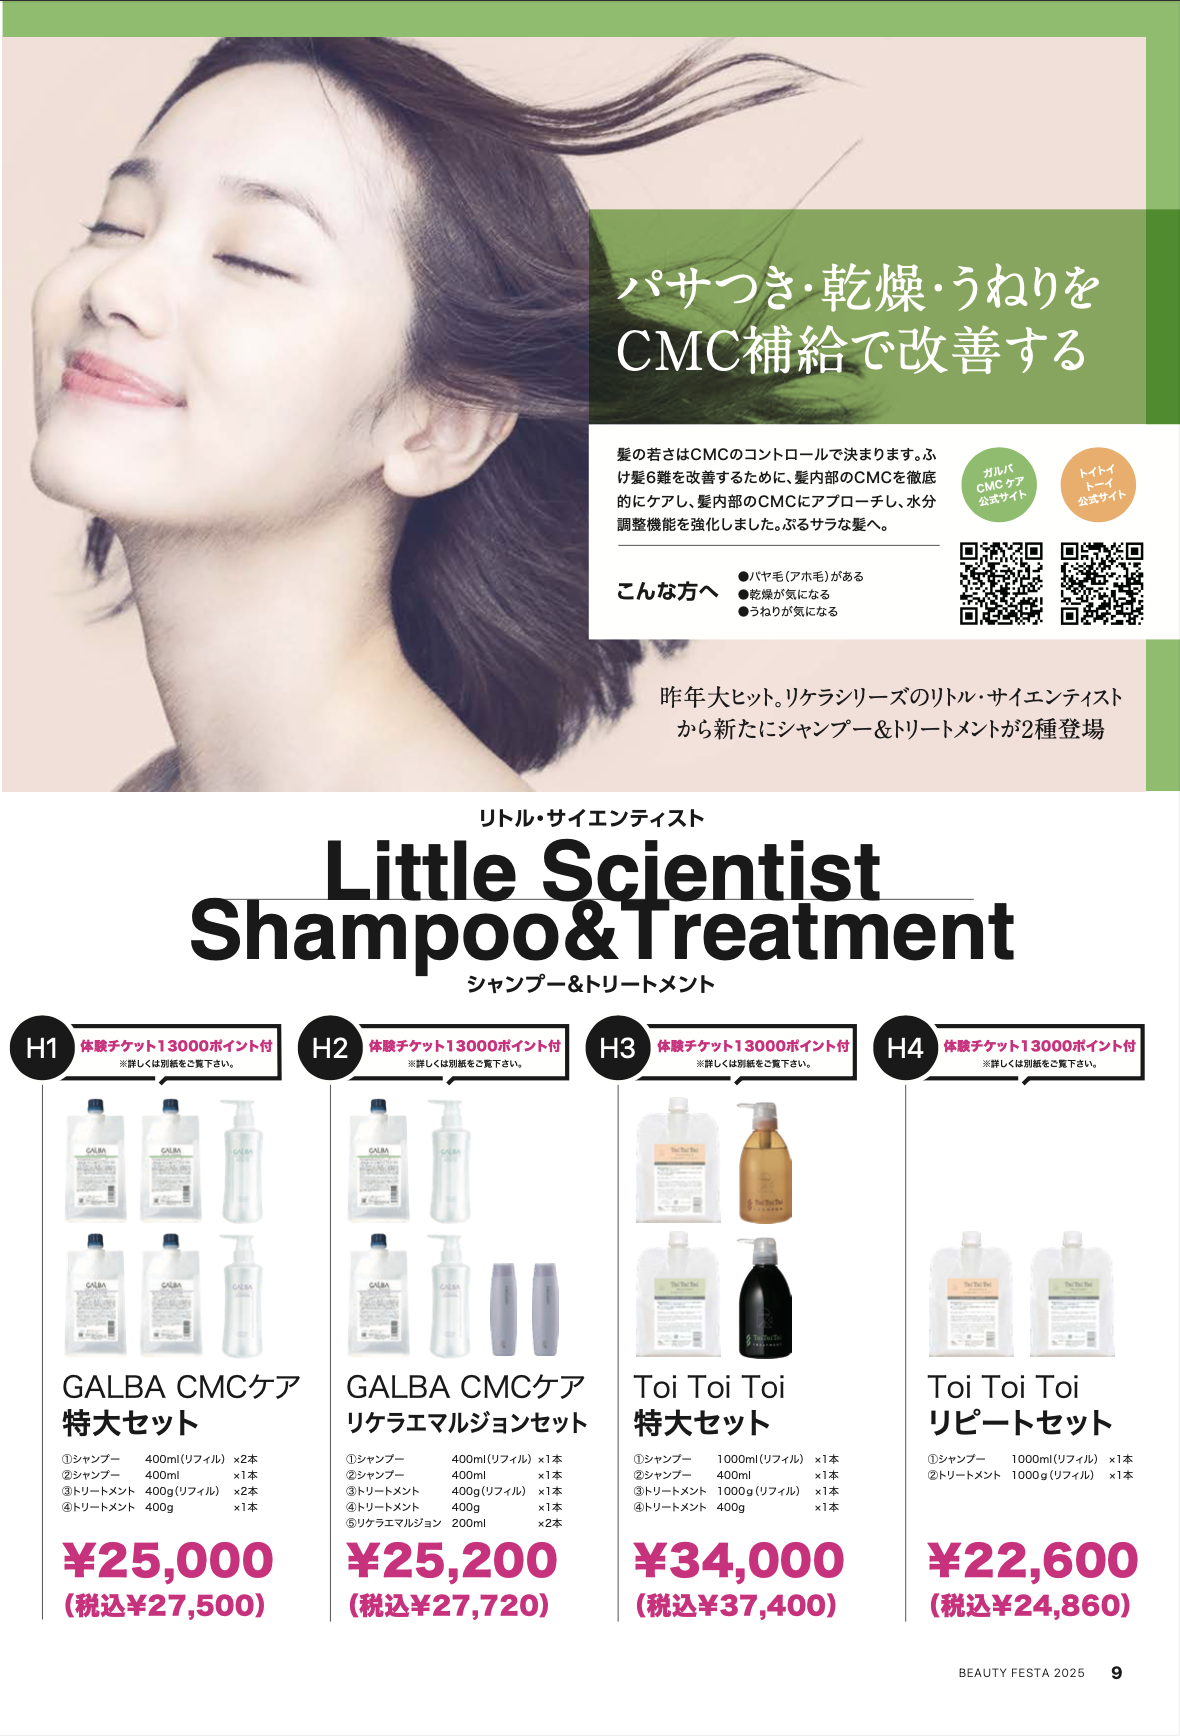 パサつき・乾燥・うねりを
CMC補給で改善する
髪の若さはCMCのコントロールで決まります。ふ
け髪6難を改善するために、髪内部のCMCを徹底
的にケアし、髪内部のCMCにアプローチし、水分
調整機能を強化しました。ぷるサラな髪へ。
ガルバ
CMC ケア
公式サイト
トイトイ
トーイ
公式サイト
こんな方へ
●パヤ毛（アホ毛）がある
●乾燥が気になる
●うねりが気になる
昨年大ヒット。リケラシリーズのリトル・サイエンティスト
から新たにシャンプー＆トリートメントが2種登場
リトル・サイエンティスト
Little Scientist
Shampoo&Treatment
シャンプー＆トリートメント
H1
体験チケット13000ポイント付
※詳しくは別紙をご覧下さい。
GALBA
GALBA
GALBA
GALBA
GALBA
GALBA
GALBA CMCケア
特大セット
①シャンプー 400ml（リフィル） ×2本
②シャンプー 400ml ×1本
③トリートメント 400g（リフィル） ×2本
④トリートメント 400g ×1本
¥25,000
（税込¥27,500）
H2
体験チケット13000ポイント付
※詳しくは別紙をご覧下さい。
GALBA
GALBA
GALBA
GALBA
GALBA CMCケア
リケラエマルジョンセット
①シャンプー 400ml（リフィル） ×1本
②シャンプー 400ml ×1本
③トリートメント 400g（リフィル） ×1本
④トリートメント 400g ×1本
⑤リケラエマルジョン 200ml ×2本
¥25,200
（税込¥27,720）
H3
体験チケット13000ポイント付
※詳しくは別紙をご覧下さい。
Toi Toi Toi
Toi Toi Toi
Toi Toi Toi
Toi Toi Toi
TREATMENT
Toi Toi Toi
特大セット
①シャンプー 1000ml（リフィル） ×1本
②シャンプー 400ml ×1本
③トリートメント 1000g（リフィル） ×1本
④トリートメント 400g ×1本
¥34,000
（税込¥37,400）
H4
体験チケット13000ポイント付
※詳しくは別紙をご覧下さい。
Toi Toi Toi
Toi Toi Toi
Toi Toi Toi
リピートセット
①シャンプー 1000ml（リフィル） ×1本
②トリートメント 1000g（リフィル） ×1本
¥22,600
（税込¥24,860）
BEAUTY FESTA 2025 9